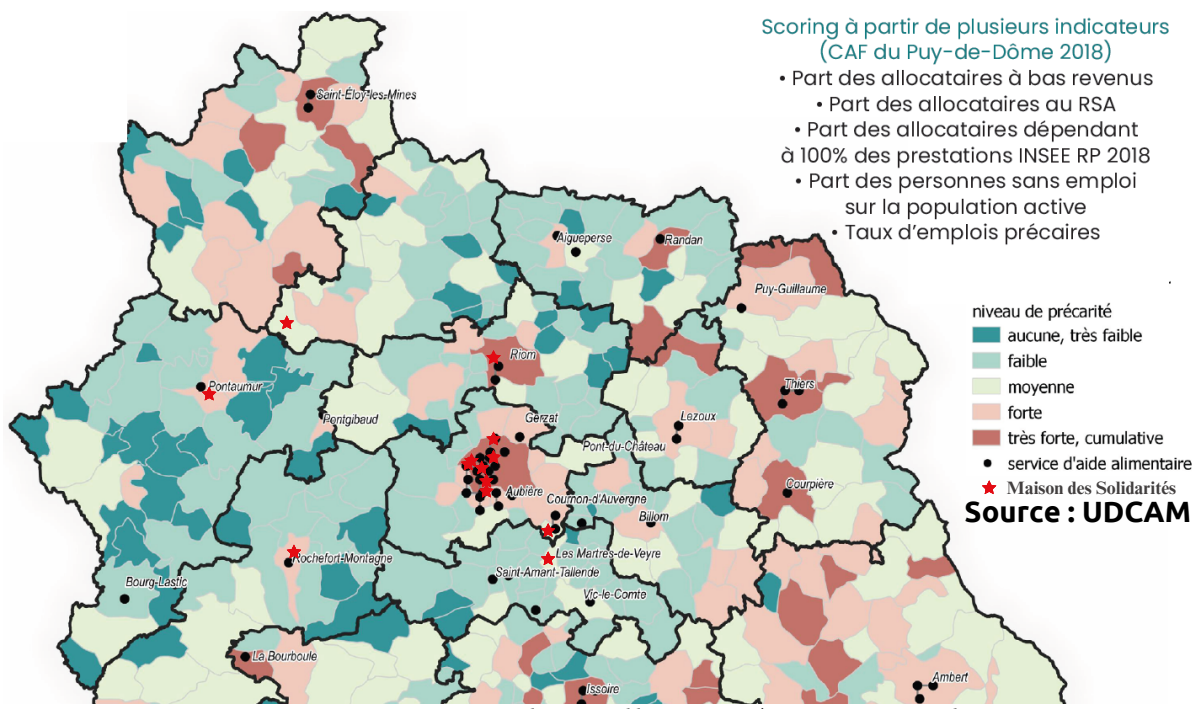 Scoring à partir de plusieurs indicateurs
(CAF du Puy-de-Dôme 2018)
• Part des allocataires à bas revenus
• Part des allocataires au RSA
• Part des allocataires dépendant
à 100% des prestations INSEE RP 2018
• Part des personnes sans emploi
sur la population active
• Taux d'emplois précaires
Saint-Éloy-les-Mines
Aigueperse
Randan
Puy-Guillaume
niveau de précarité
aucune, très faible
faible
moyenne
forte
très forte, cumulative
service d'aide alimentaire
Maison des Solidarités
Source : UDCAM
Riom
Pontaumur
Thiers
Pontgibaud
Gerzat
Lezoux
Pont-du-Château
Aubière
Cournon-d'Auvergne
Courpière
Billom
Rochefort-Montagne
Les Martres-de-Veyre
Saint-Amant-Tallende
Bourg-Lastic
Vic-le-Comte
La Bourboule
Issoire
Ambert